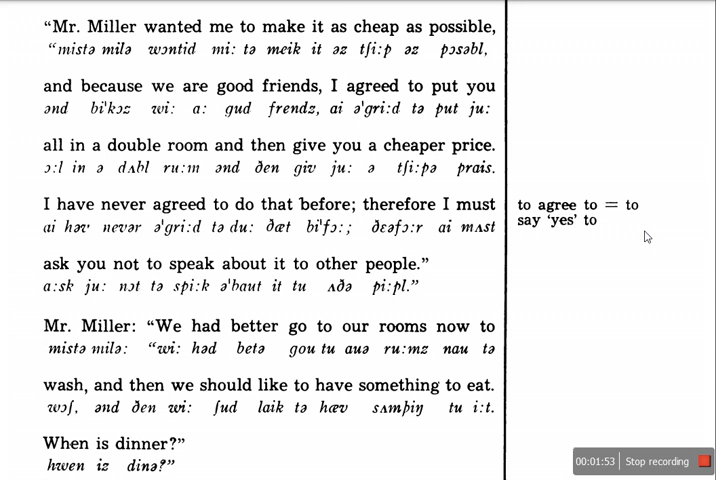 “Mr. Miller wanted me to make it as cheap as possible,
“mistə milə wɔntid mi: tə meik it əz tʃi:p əz pɔsəbl,
and because we are good friends, I agreed to put you
ənd bi'kɔz wi: a: gud frendz, ai ə'gri:d tə put ju:
all in a double room and then give you a cheaper price.
ɔ:l in ə dʌbl ru:m ənd ðen giv ju: ə tʃi:pə prais.
I have never agreed to do that before; therefore I must
ai həv nevər ə'gri:d tə du: ðæt bi'fɔ:; ðɛəfɔ:r ai mʌst
to agree to = to
say ‘yes’ to
ask you not to speak about it to other people.”
a:sk ju: nɔt tə spi:k ə'baut it tu ʌðə pi:pl.”
Mr. Miller: “We had better go to our rooms now to
mistə milə: “wi: həd betə gou tu auə ru:mz nau tə
wash, and then we should like to have something to eat.
wɔʃ, ənd ðen wi: ʃud laik tə hæv sʌmþiŋ tu i:t.
When is dinner?”
hwen iz dinə?”
00:01:53 Stop recording